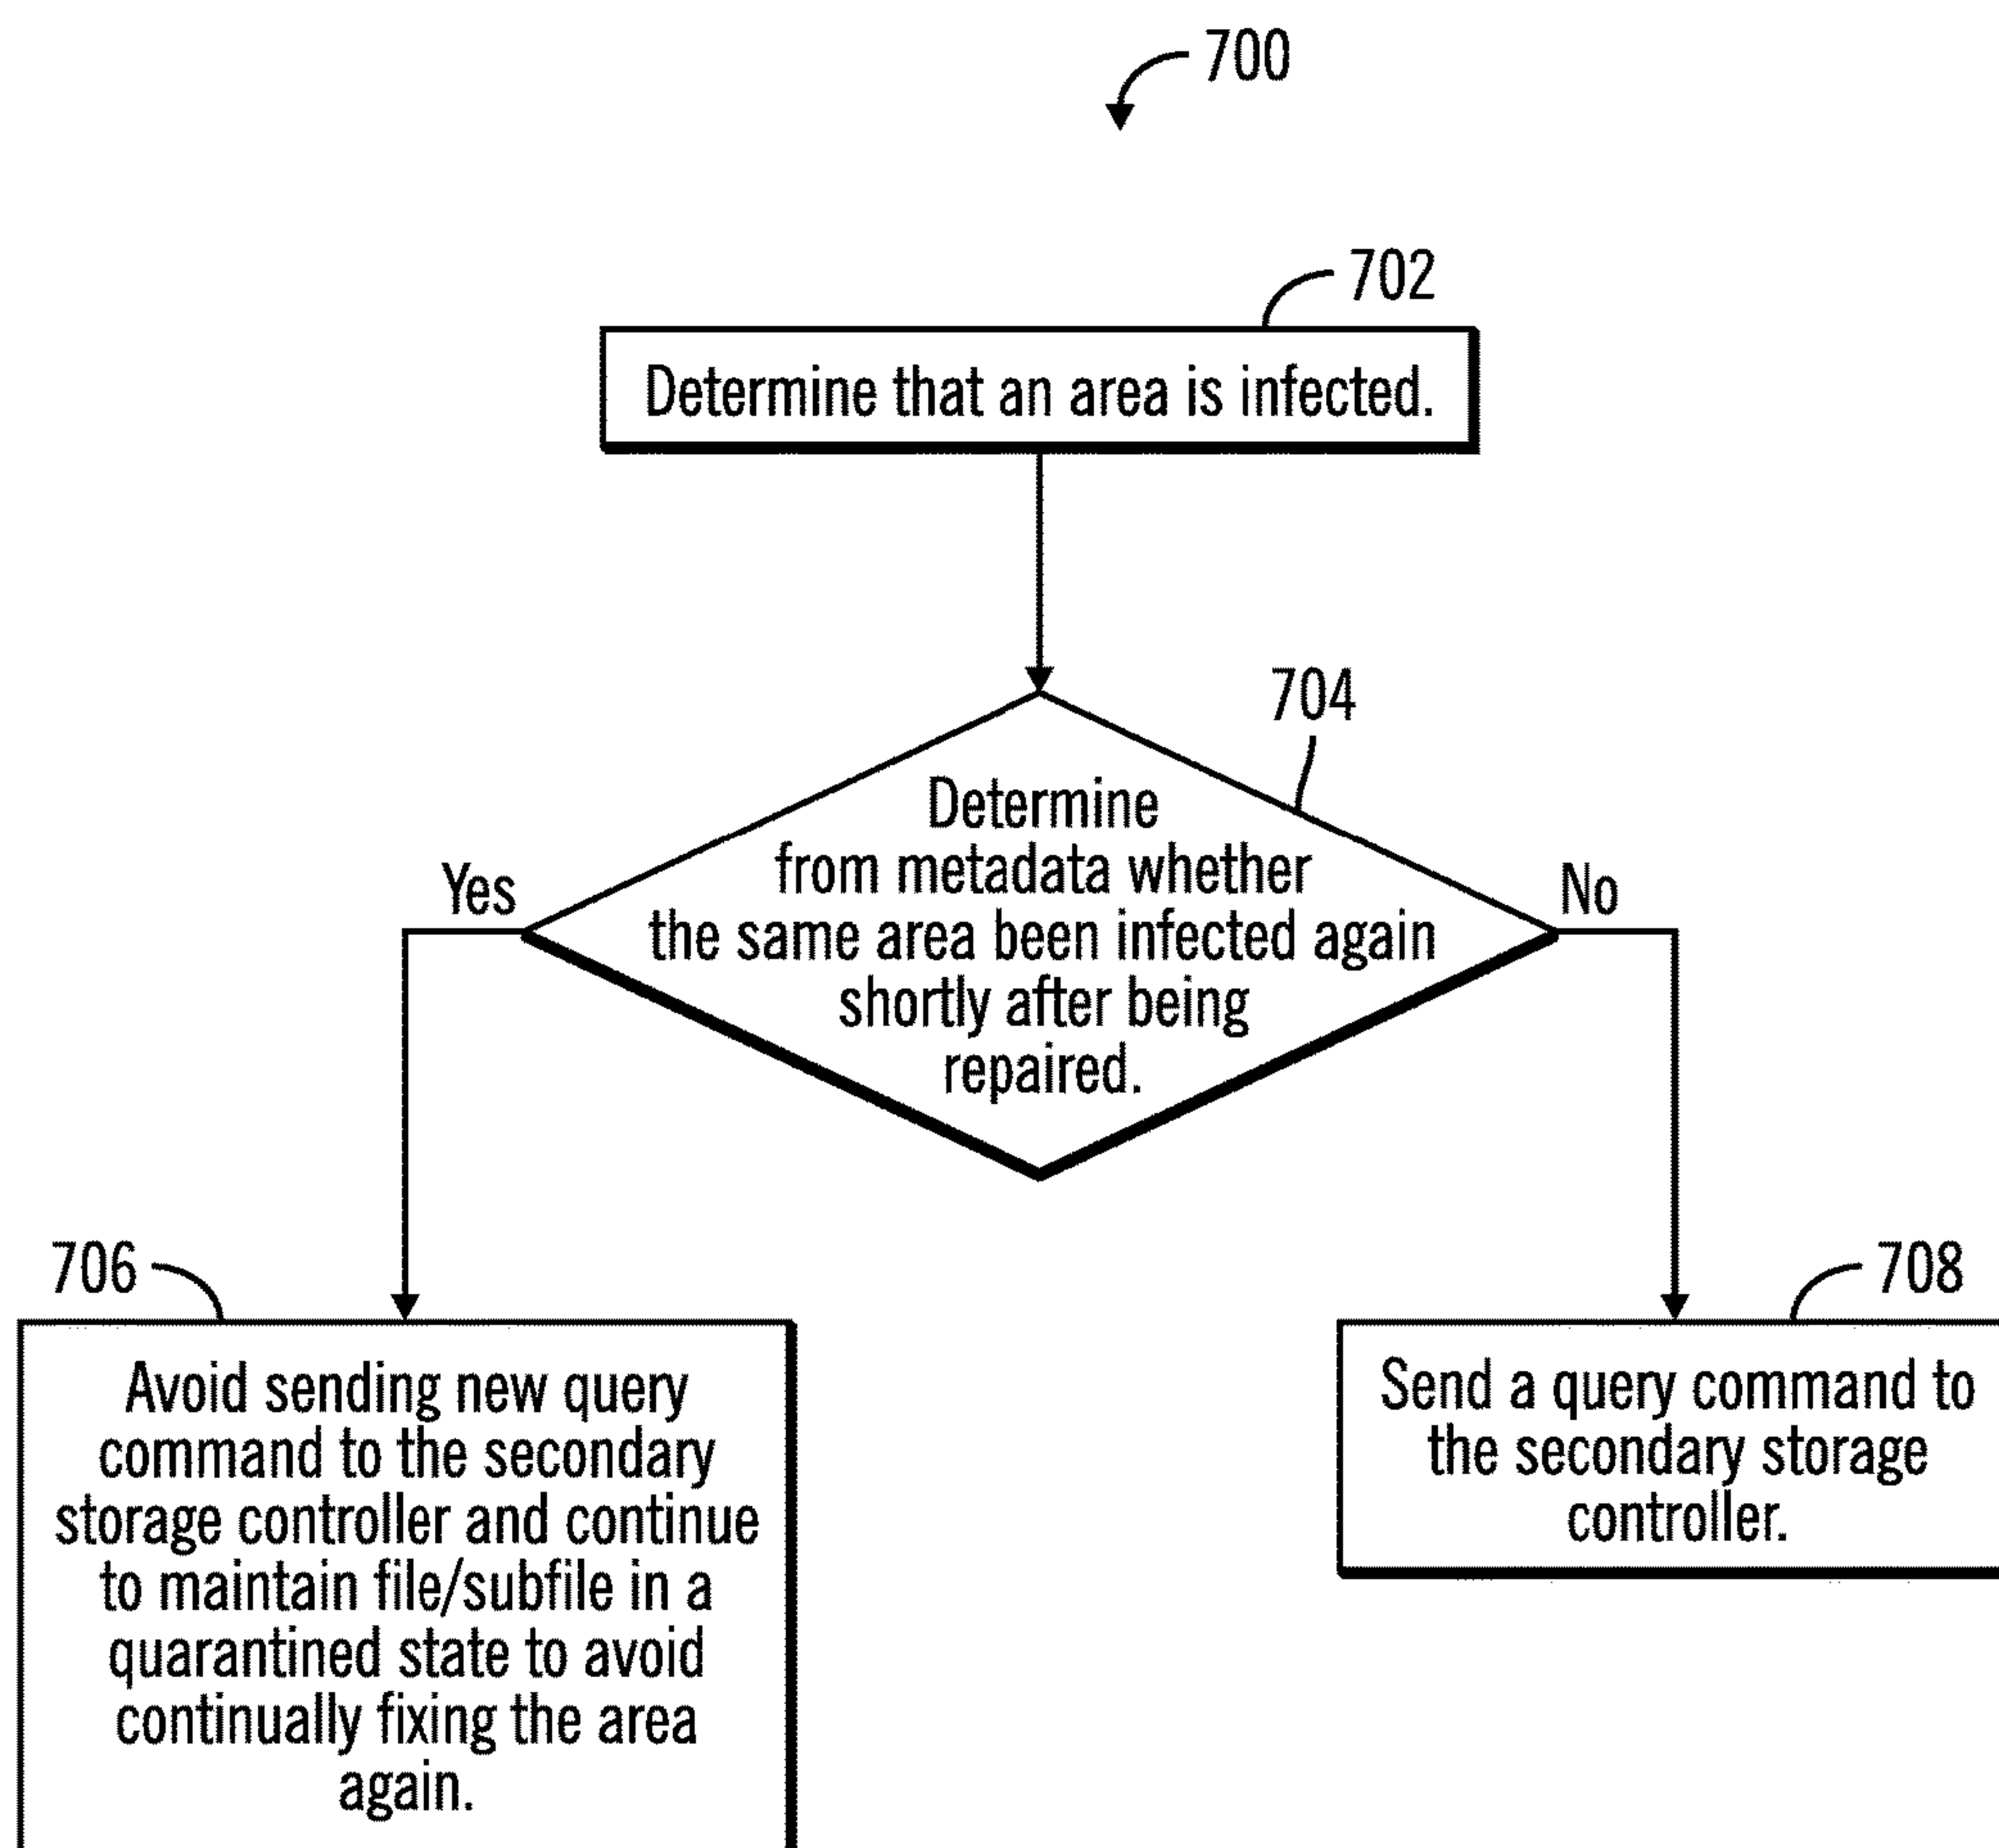 700
702
Determine that an area is infected.
704
Determine
from metadata whether
the same area been infected again
shortly after being
repaired.
Yes
No
706
Avoid sending new query
command to the secondary
storage controller and continue
to maintain file/subfile in a
quarantined state to avoid
continually fixing the area
again.
708
Send a query command to
the secondary storage
controller.